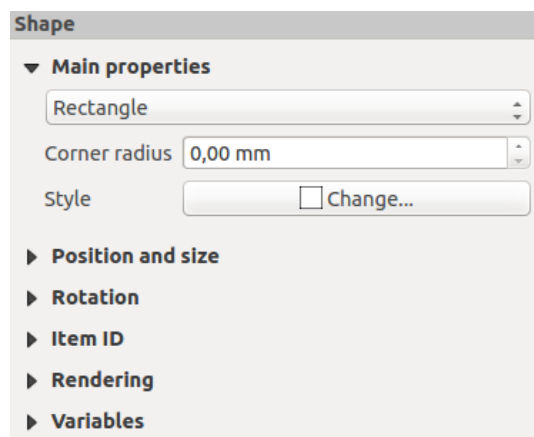 Shape
Main properties
Rectangle
Corner radius 0,00 mm
Style Change...
Position and size
Rotation
Item ID
Rendering
Variables